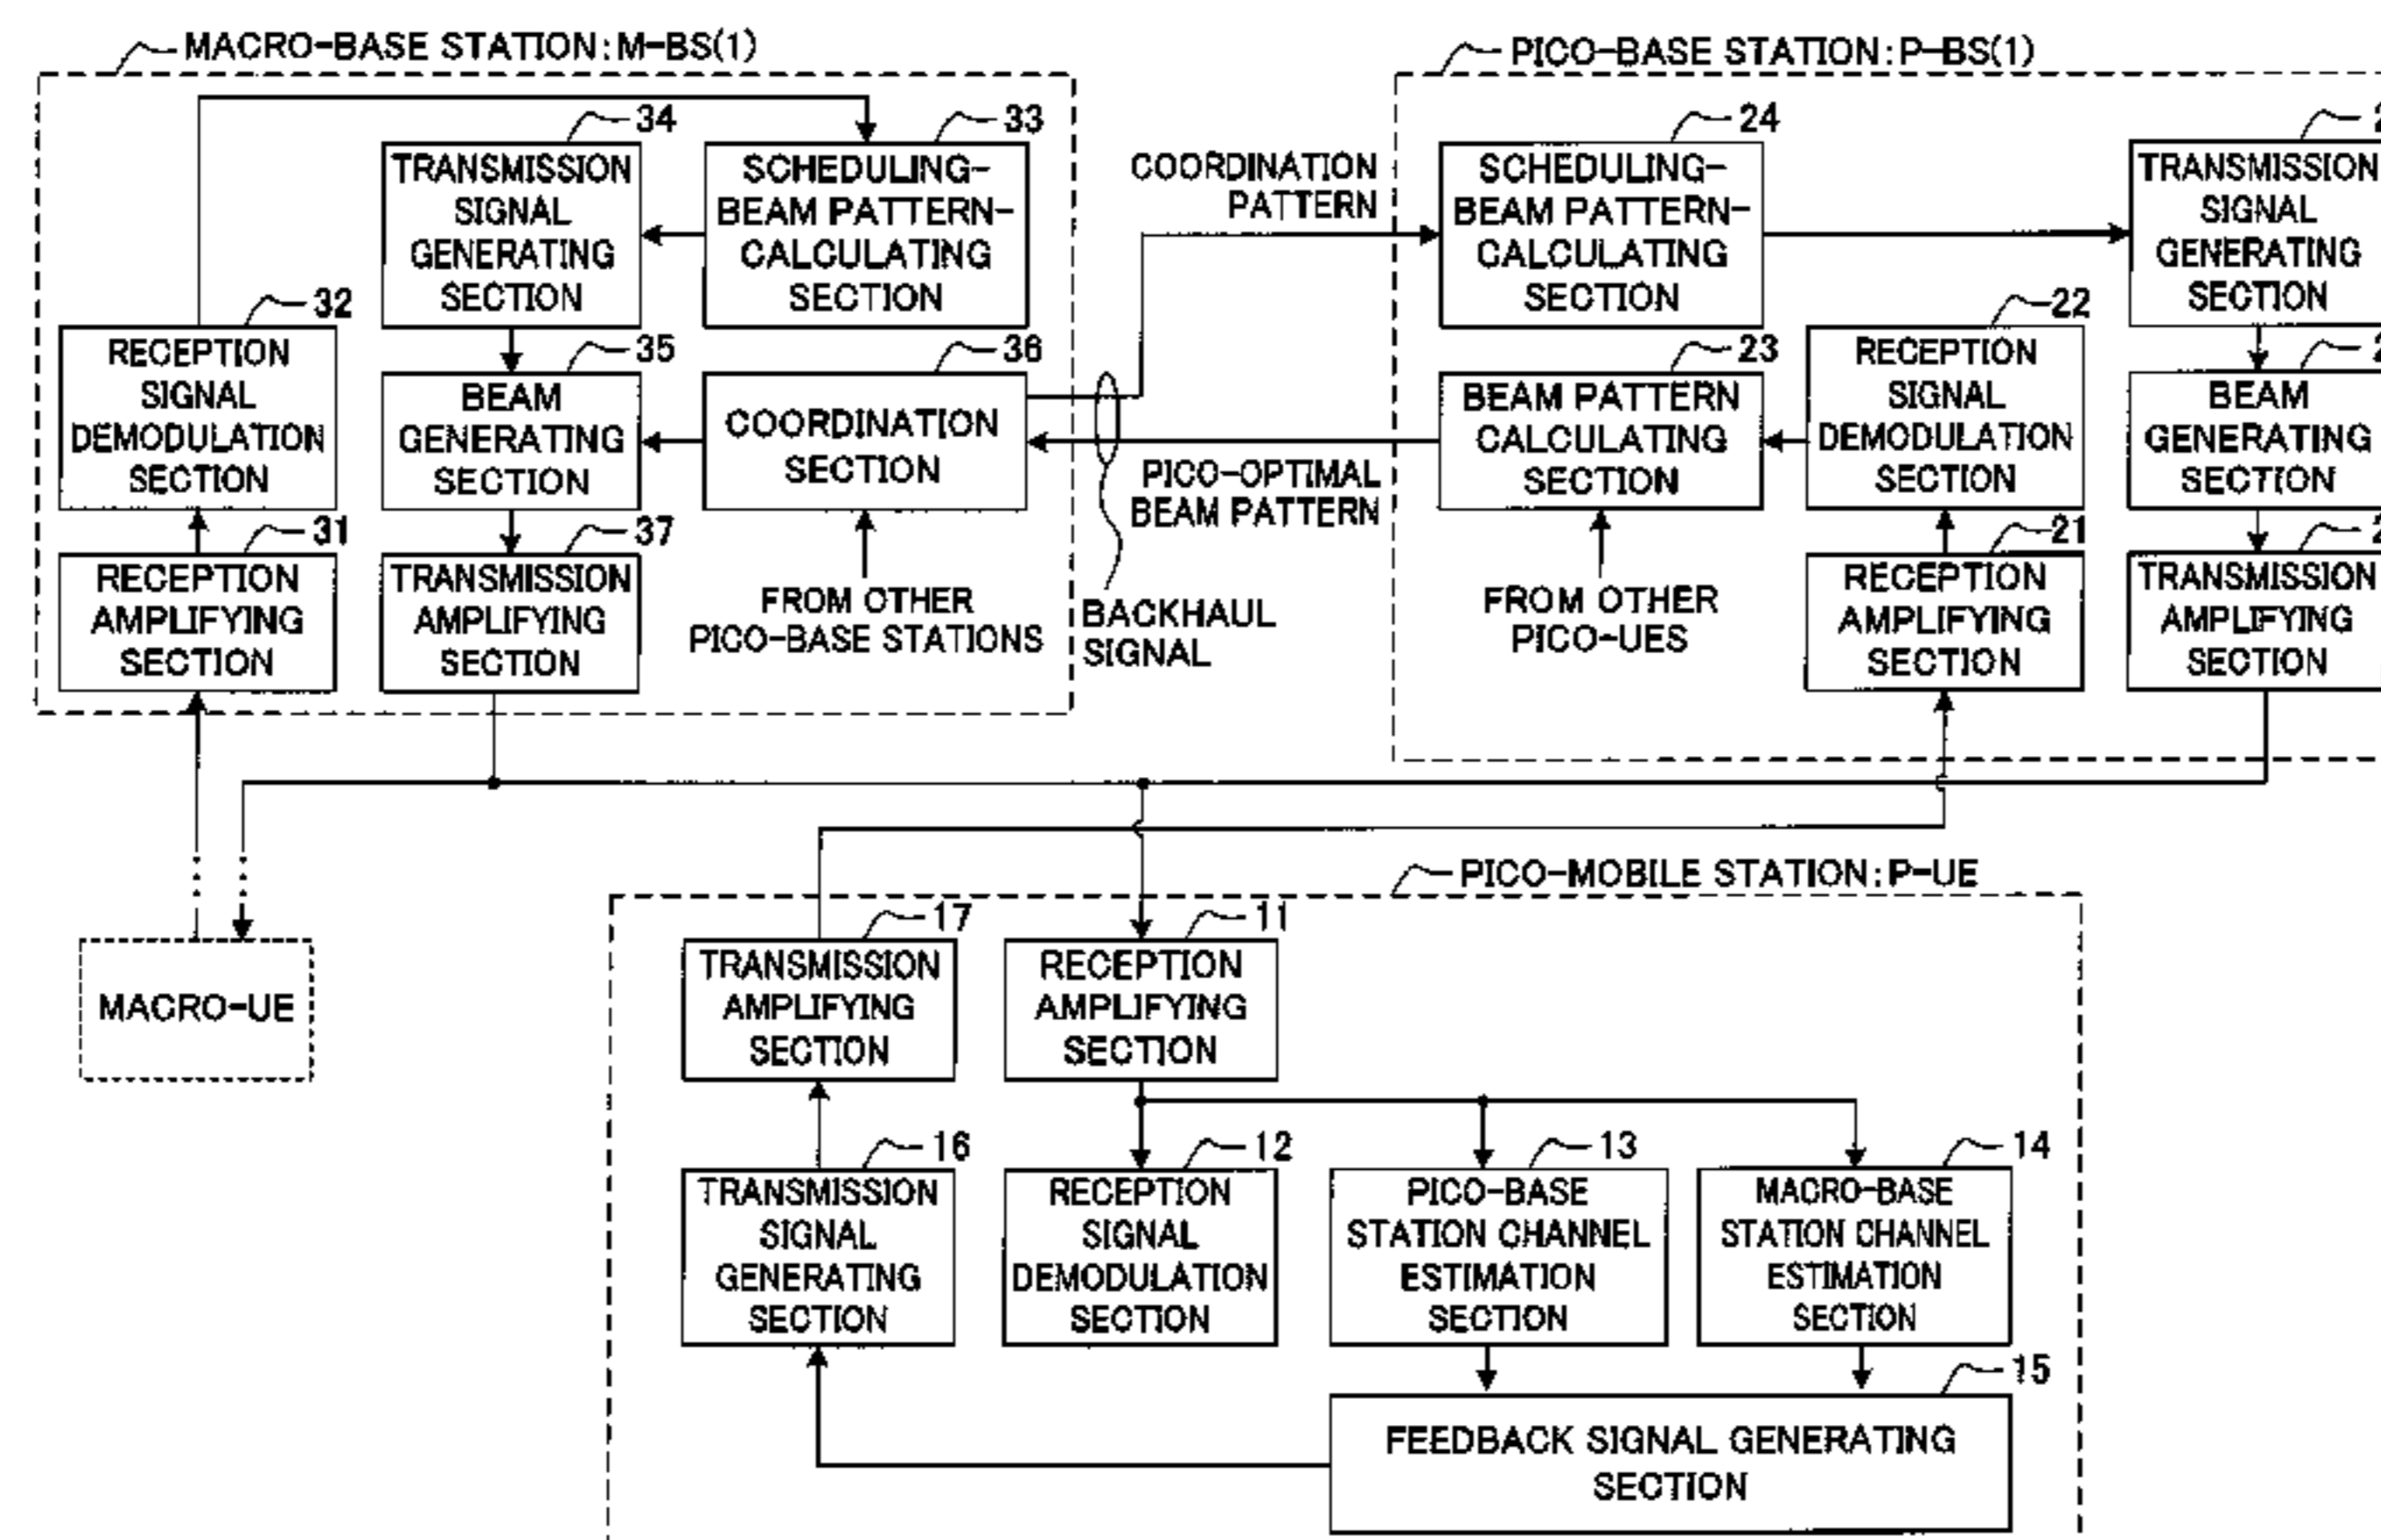 MACRO-BASE STATION:M-BS(1)
34
33
TRANSMISSION
SIGNAL
GENERATING
SECTION
SCHEDULING-
BEAM PATTERN-
CALCULATING
SECTION
32
RECEPTION
SIGNAL
DEMODULATION
SECTION
35
BEAM
GENERATING
SECTION
36
COORDINATION
SECTION
31
RECEPTION
AMPLIFYING
SECTION
37
TRANSMISSION
AMPLIFYING
SECTION
FROM OTHER
PICO-BASE STATIONS
COORDINATION
PATTERN
PICO-OPTIMAL
BEAM PATTERN
BACKHAUL
SIGNAL
PICO-BASE STATION:P-BS(1)
24
SCHEDULING-
BEAM PATTERN-
CALCULATING
SECTION
2
TRANSMISSION
SIGNAL
GENERATING
SECTION
23
BEAM PATTERN
CALCULATING
SECTION
22
RECEPTION
SIGNAL
DEMODULATION
SECTION
2
BEAM
GENERATING
SECTION
FROM OTHER
PICO-UES
21
RECEPTION
AMPLIFYING
SECTION
2
TRANSMISSION
AMPLIFYING
SECTION
MACRO-UE
PICO-MOBILE STATION:P-UE
17
TRANSMISSION
AMPLIFYING
SECTION
11
RECEPTION
AMPLIFYING
SECTION
16
TRANSMISSION
SIGNAL
GENERATING
SECTION
12
RECEPTION
SIGNAL
DEMODULATION
SECTION
13
PICO-BASE
STATION CHANNEL
ESTIMATION
SECTION
14
MACRO-BASE
STATION CHANNEL
ESTIMATION
SECTION
15
FEEDBACK SIGNAL GENERATING
SECTION